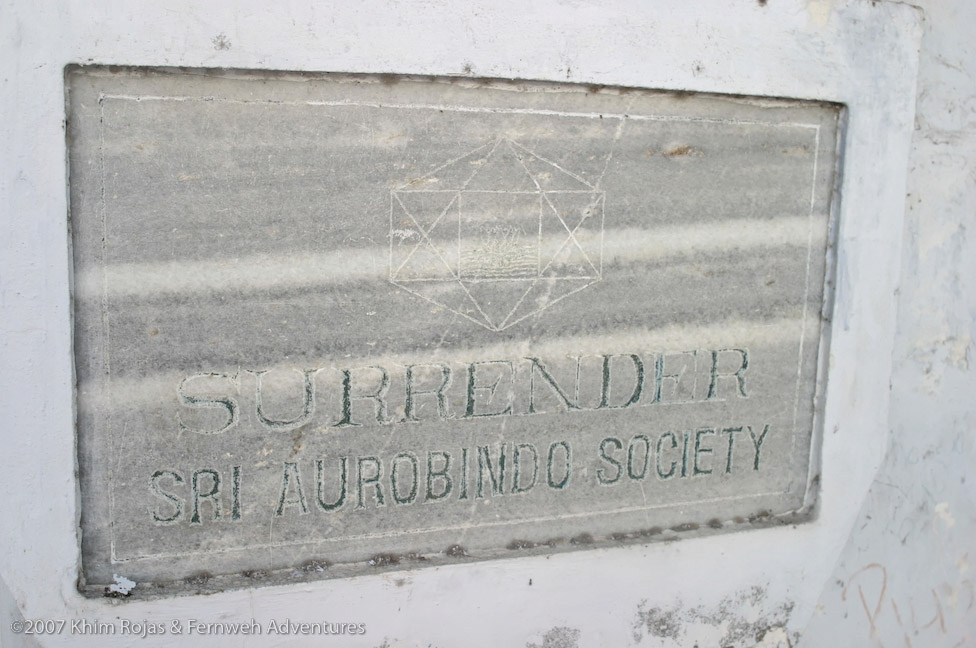 SURRENDER
SRI AUROBINDO SOCIETY
©2007 Khim Rojas & Fernweh Adventures